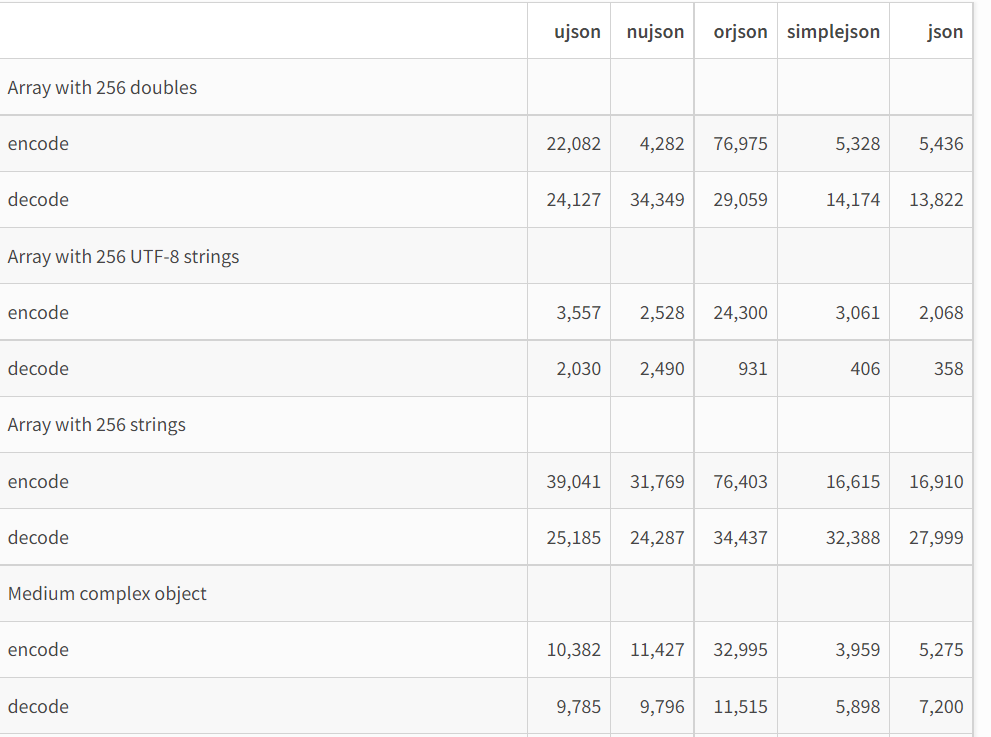 ujson nujson orjson simplejson json
Array with 256 doubles
encode 22,082 4,282 76,975 5,328 5,436
decode 24,127 34,349 29,059 14,174 13,822
Array with 256 UTF-8 strings
encode 3,557 2,528 24,300 3,061 2,068
decode 2,030 2,490 931 406 358
Array with 256 strings
encode 39,041 31,769 76,403 16,615 16,910
decode 25,185 24,287 34,437 32,388 27,999
Medium complex object
encode 10,382 11,427 32,995 3,959 5,275
decode 9,785 9,796 11,515 5,898 7,200